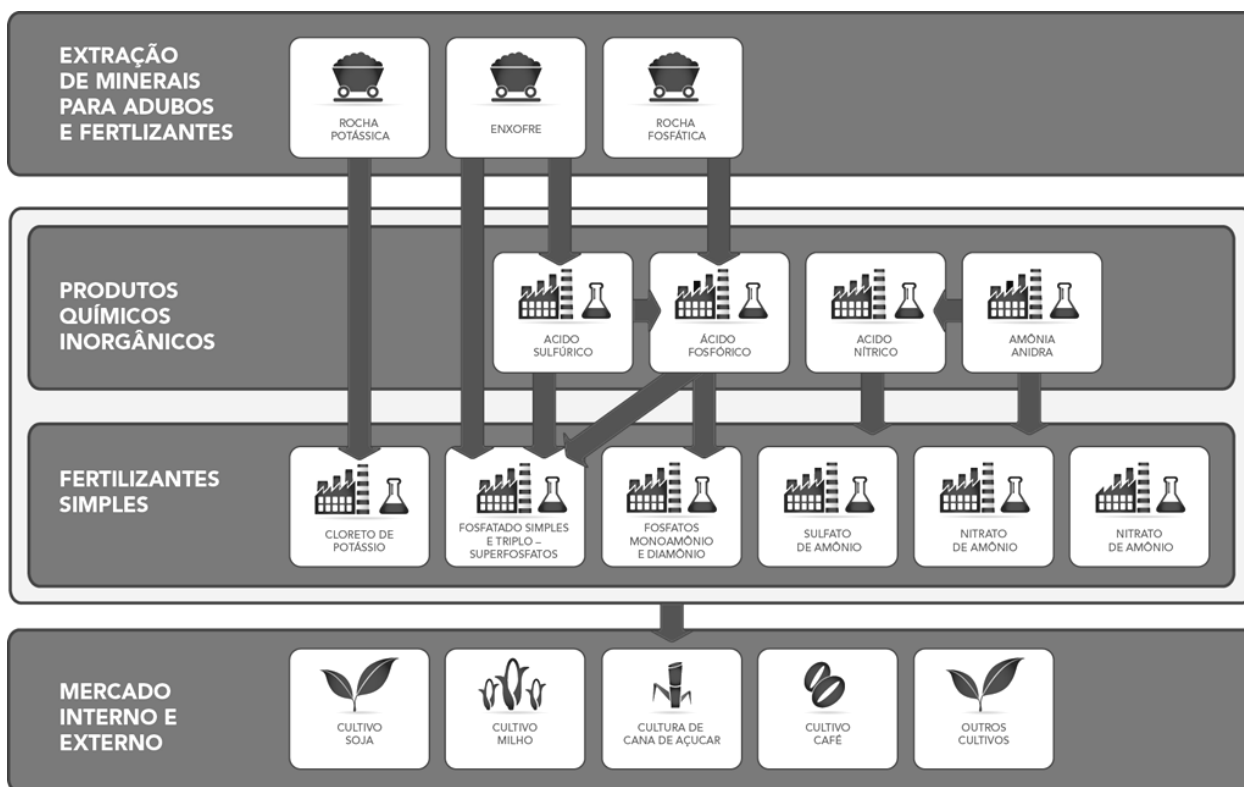 EXTRAÇÃO
DE MINERAIS
PARA ADUBOS
E FERTLIZANTES
ROCHA
POTÁSSICA
ENXOFRE
ROCHA
FOSFÁTICA
PRODUTOS
QUÍMICOS
INORGÂNICOS
ACIDO
SULFÚRICO
ÁCIDO
FOSFÓRICO
ACIDO
NÍTRICO
AMÔNIA
ANIDRA
FERTILIZANTES
SIMPLES
CLORETO DE
POTÁSSIO
FOSFATADO SIMPLES
E TRIPLO –
SUPERFOSFATOS
FOSFATOS
MONOAMÔNIO
E DIAMÔNIO
SULFATO
DE AMÔNIO
NITRATO
DE AMÔNIO
NITRATO
DE AMÔNIO
MERCADO
INTERNO E
EXTERNO
CULTIVO
SOJA
CULTIVO
MILHO
CULTURA DE
CANA DE AÇUCAR
CULTIVO
CAFÉ
OUTROS
CULTIVOS